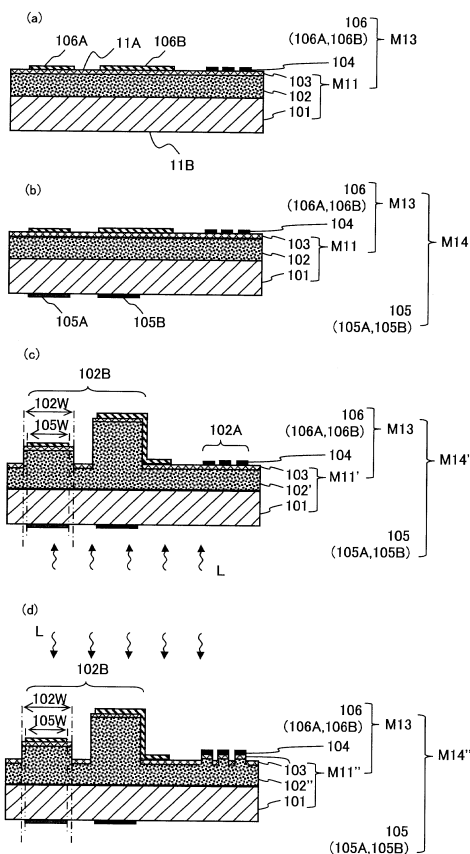 (a)
106
106A 11A 106B (106A,106B) M13
104
103 M11
102
101
11B
(b)
106
(106A,106B) M13
104
103 M11 M14
102
101
105A 105B 105
(105A,105B)
(c)
102B
102W
106
105W 102A (106A,106B) M13
104
103 M11' M14'
102'
101
105
(105A,105B)
L
(d)
L
102B
102W
106
105W (106A,106B) M13
104
103 M11" M14"
102"
101
105
(105A,105B)